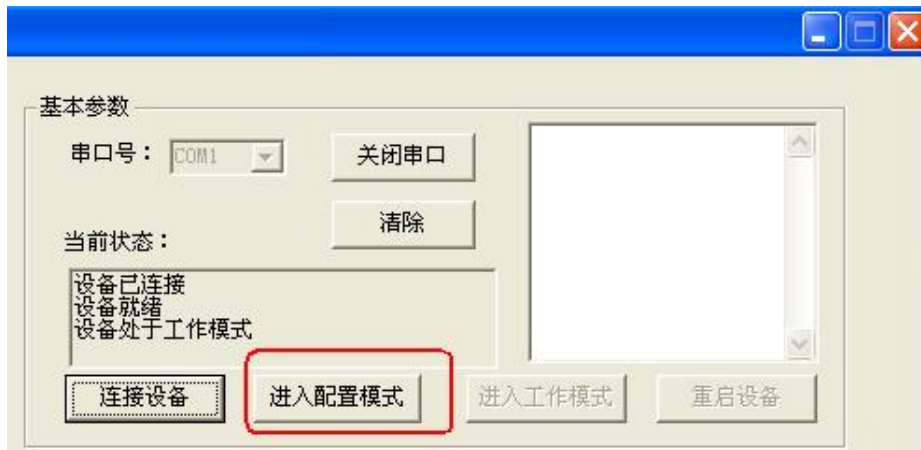 基本参数
串口号：
COM1
关闭串口
清除
当前状态：
设备已连接
设备就绪
设备处于工作模式
连接设备
进入配置模式
进入工作模式
重启设备